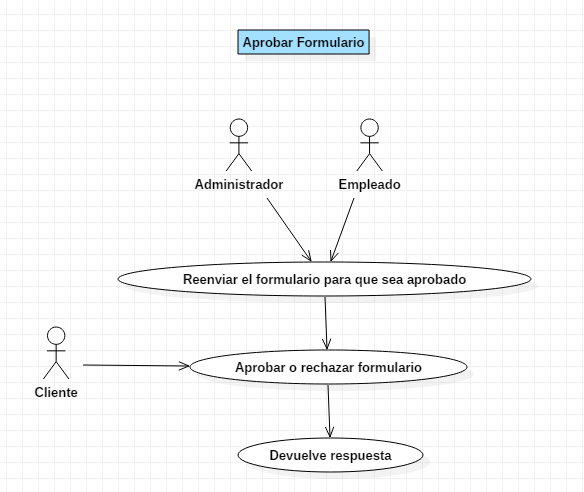 Aprobar Formulario
Administrador
Empleado
Reenviar el formulario para que sea aprobado
Aprobar o rechazar formulario
Cliente
Devuelve respuesta